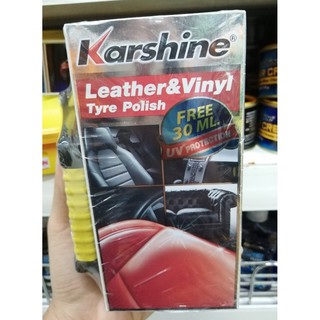 Karshine®
Leather&Vinyl
Tyre Polish
FREE
30 ML.
UV PROTECTION